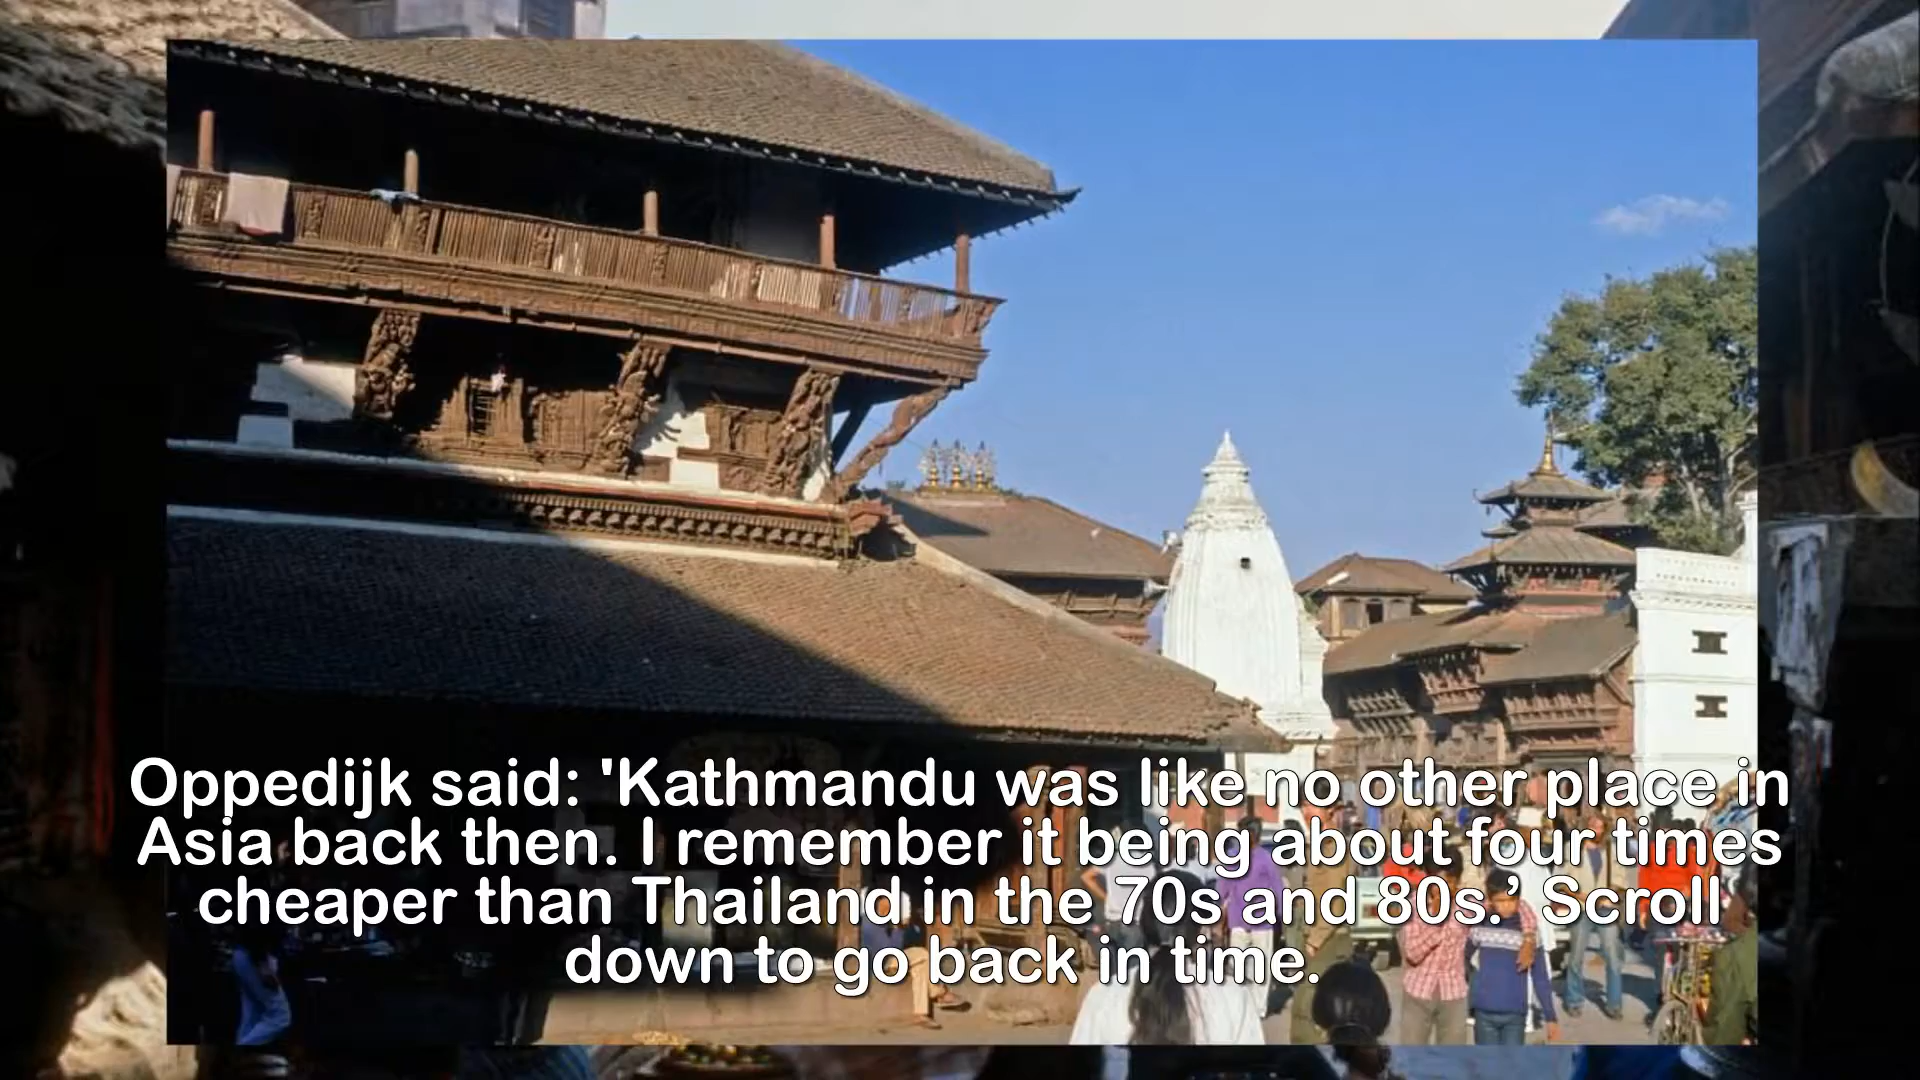 Oppedijk said: 'Kathmandu was like no other place in
Asia back then. I remember it being about four times
cheaper than Thailand in the 70s and 80s.’ Scroll
down to go back in time.